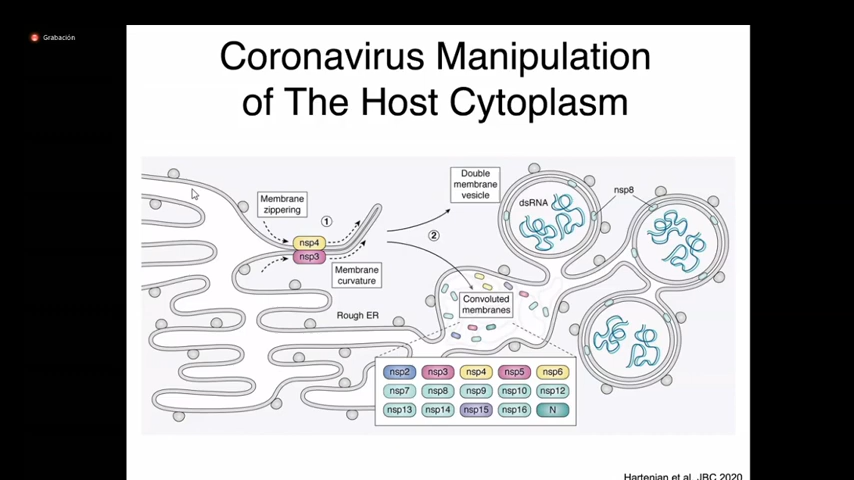 Grabación
Coronavirus Manipulation
of The Host Cytoplasm
Membrane
zippering
1
nsp4
nsp3
Membrane
curvature
2
Double
membrane
vesicle
dsRNA
nsp8
Rough ER
Convoluted
membranes
nsp2 nsp3 nsp4 nsp5 nsp6
nsp7 nsp8 nsp9 nsp10 nsp12
nsp13 nsp14 nsp15 nsp16 N
Hartenian et al. JBC 2020